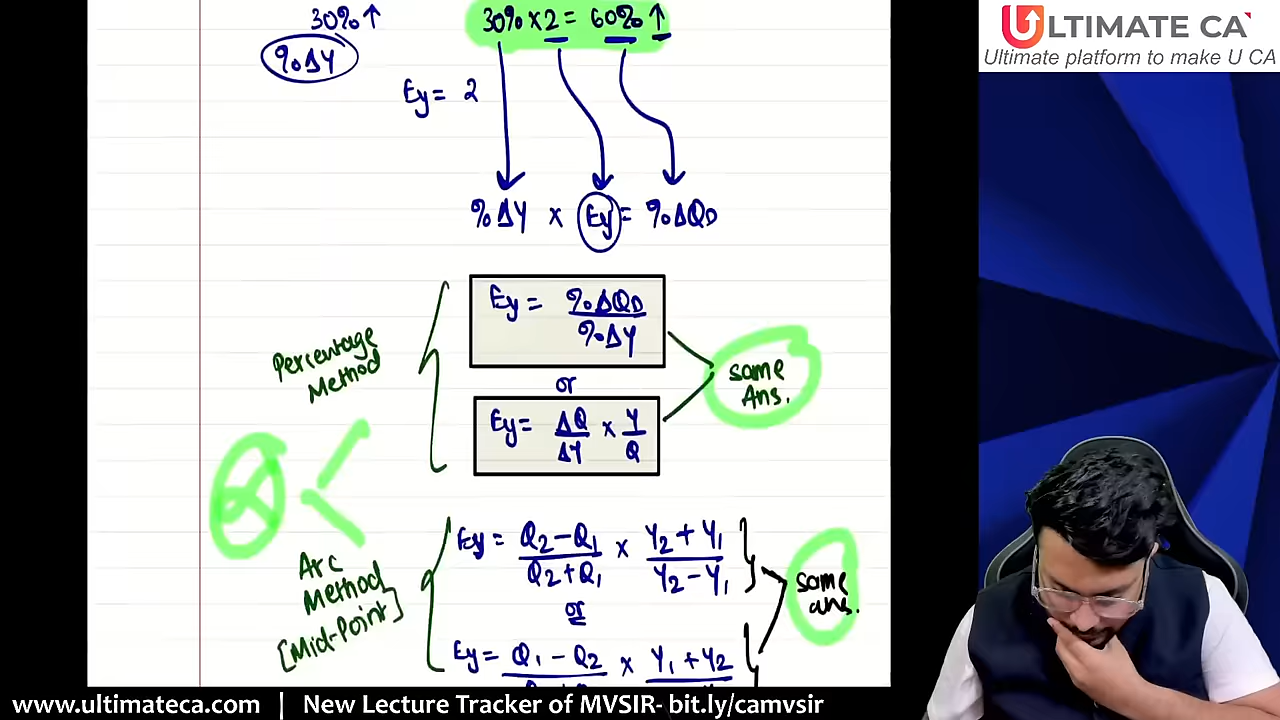 30% ↑
30% × 2 = 60% ↑
%ΔY
Ey = 2
%ΔY × Ey = %ΔQD
Percentage
Method
Ey = %ΔQD
%ΔY
or
Ey = ΔQ × Y
ΔY Q
same
Ans.
Arc
Method
[Mid-Point]
Ey = Q2 - Q1 × Y2 + Y1
Q2 + Q1 Y2 - Y1
or
Ey = Q1 - Q2 × Y1 + Y2
same
ans.
ULTIMATE CA
Ultimate platform to make U CA
www.ultimateca.com | New Lecture Tracker of MVSIR- bit.ly/camvsir